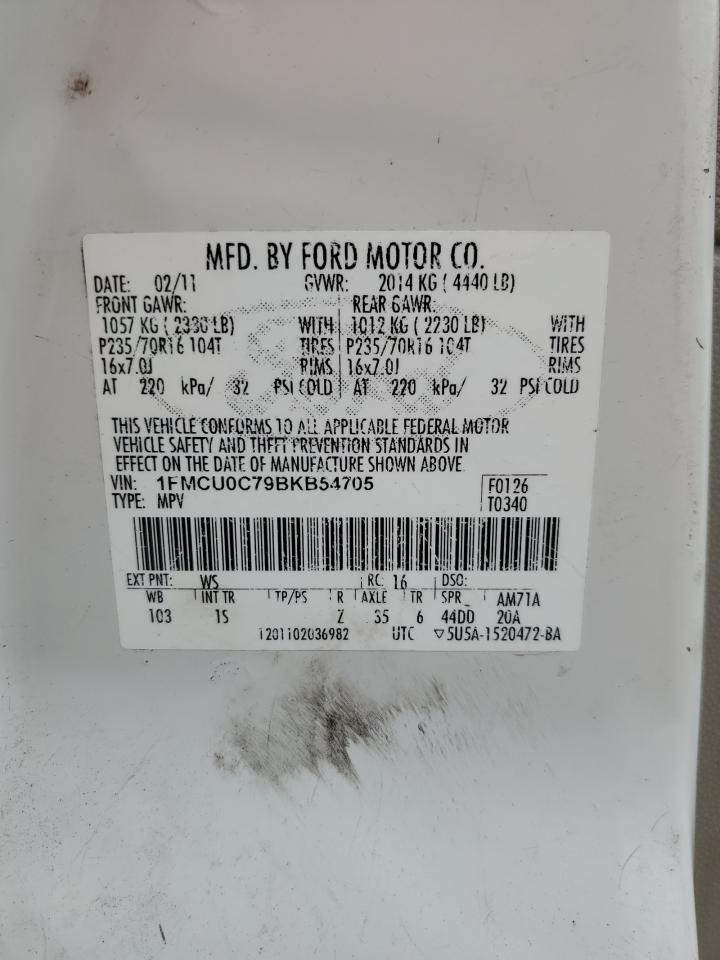 MFD. BY FORD MOTOR CO.
DATE: 02/11 GVWR: 2014 KG ( 4440 LB)
FRONT GAWR: REAR GAWR:
1057 KG ( 2330 LB) WITH 1012 KG ( 2230 LB) WITH
P235/70R16 104T TIRES P235/70R16 104T TIRES
16x7.0J RIMS 16x7.0J RIMS
AT 220 kPa/ 32 PSI COLD AT 220 kPa/ 32 PSI COLD
THIS VEHICLE CONFORMS TO ALL APPLICABLE FEDERAL MOTOR
VEHICLE SAFETY AND THEFT PREVENTION STANDARDS IN
EFFECT ON THE DATE OF MANUFACTURE SHOWN ABOVE.
VIN: 1FMCU0C79BKB54705 F0126
TYPE: MPV T0340
EXT PNT: WS RC: 16 DSO:
WB INT TR TP/PS R AXLE TR SPR AM71A
103 1S Z 35 6 44DD 20A
1201102036982 UTC ▽5U5A-1520472-BA